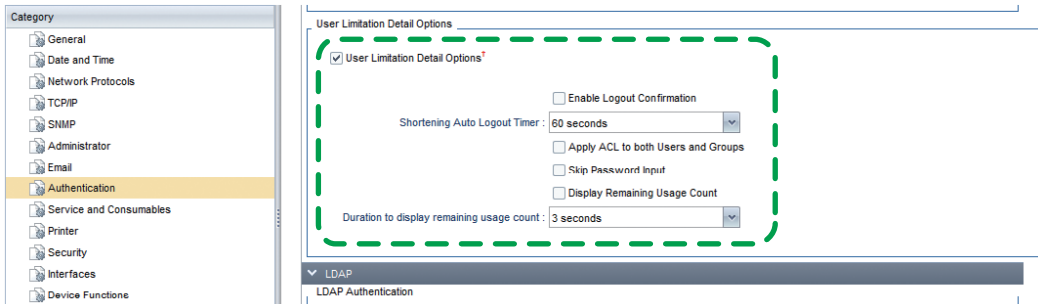 Category
General
Date and Time
Network Protocols
TCP/IP
SNMP
Administrator
Email
Authentication
Service and Consumables
Printer
Security
Interfaces
Device Functions
User Limitation Detail Options
User Limitation Detail Options†
Enable Logout Confirmation
Shortening Auto Logout Timer : 60 seconds
Apply ACL to both Users and Groups
Skip Password Input
Display Remaining Usage Count
Duration to display remaining usage count : 3 seconds
LDAP
LDAP Authentication